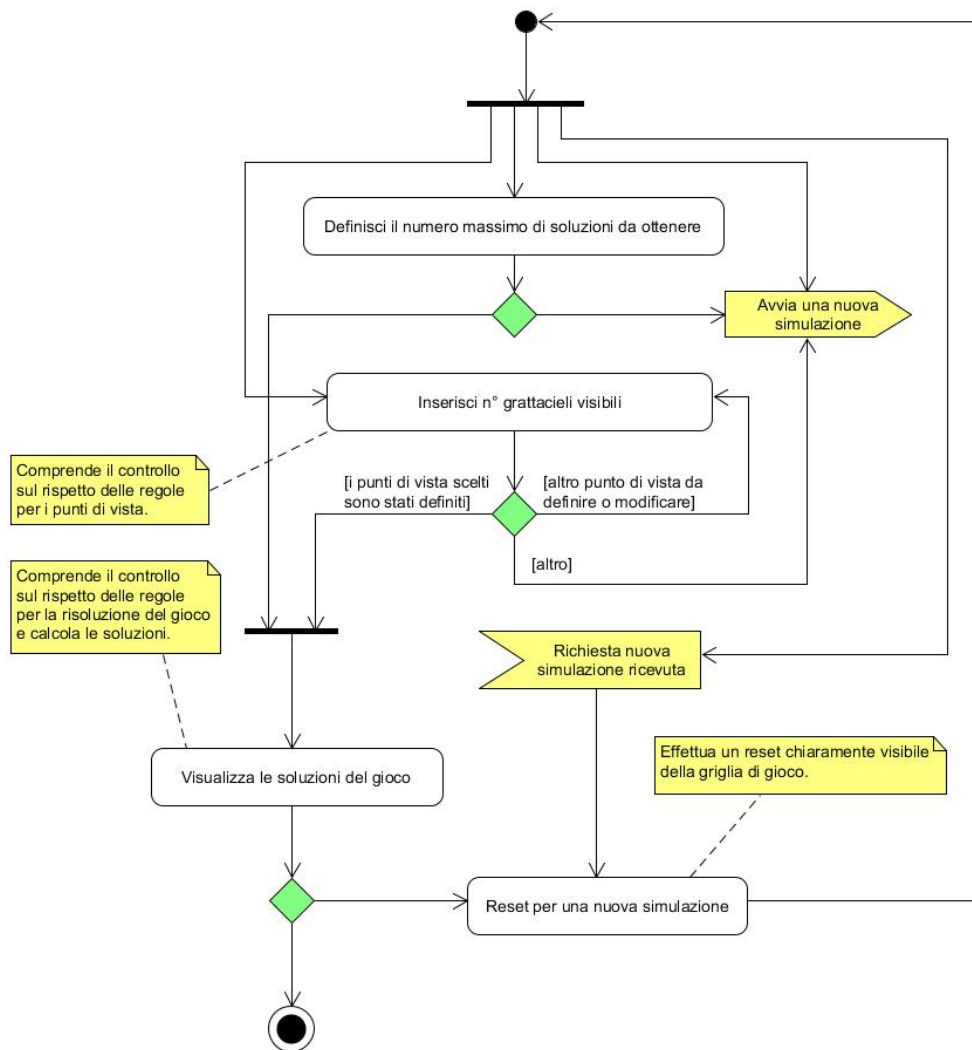 Definisci il numero massimo di soluzioni da ottenere
Avvia una nuova
simulazione
Inserisci n° grattacieli visibili
Comprende il controllo
sul rispetto delle regole
per i punti di vista.
[i punti di vista scelti
sono stati definiti]
[altro punto di vista da
definire o modificare]
[altro]
Comprende il controllo
sul rispetto delle regole
per la risoluzione del gioco
e calcola le soluzioni.
Richiesta nuova
simulazione ricevuta
Visualizza le soluzioni del gioco
Effettua un reset chiaramente visibile
della griglia di gioco.
Reset per una nuova simulazione